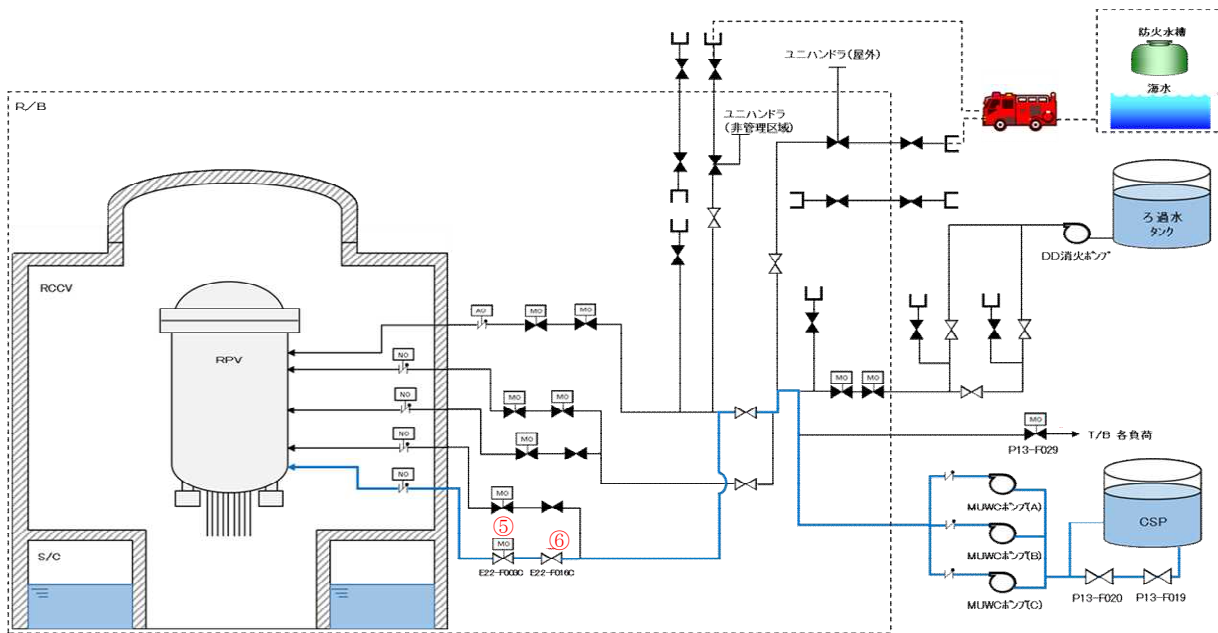 防火水槽
海水
ユニハンドラ(屋外)
R/B
ユニハンドラ
(非管理区域)
ろ過水
タンク
DD消火ポンプ
RCCV
AO
MO
MO
RPV
NO
MO
MO
NO
MO
MO
MO
NO
MO
T/B 各負荷
P13-F029
NO
MO
MUWCポンプ(A)
CSP
⑤
⑥
MO
S/C
MUWCポンプ(B)
E22-F003C
E22-F016C
P13-F020
P13-F019
MUWCポンプ(C)